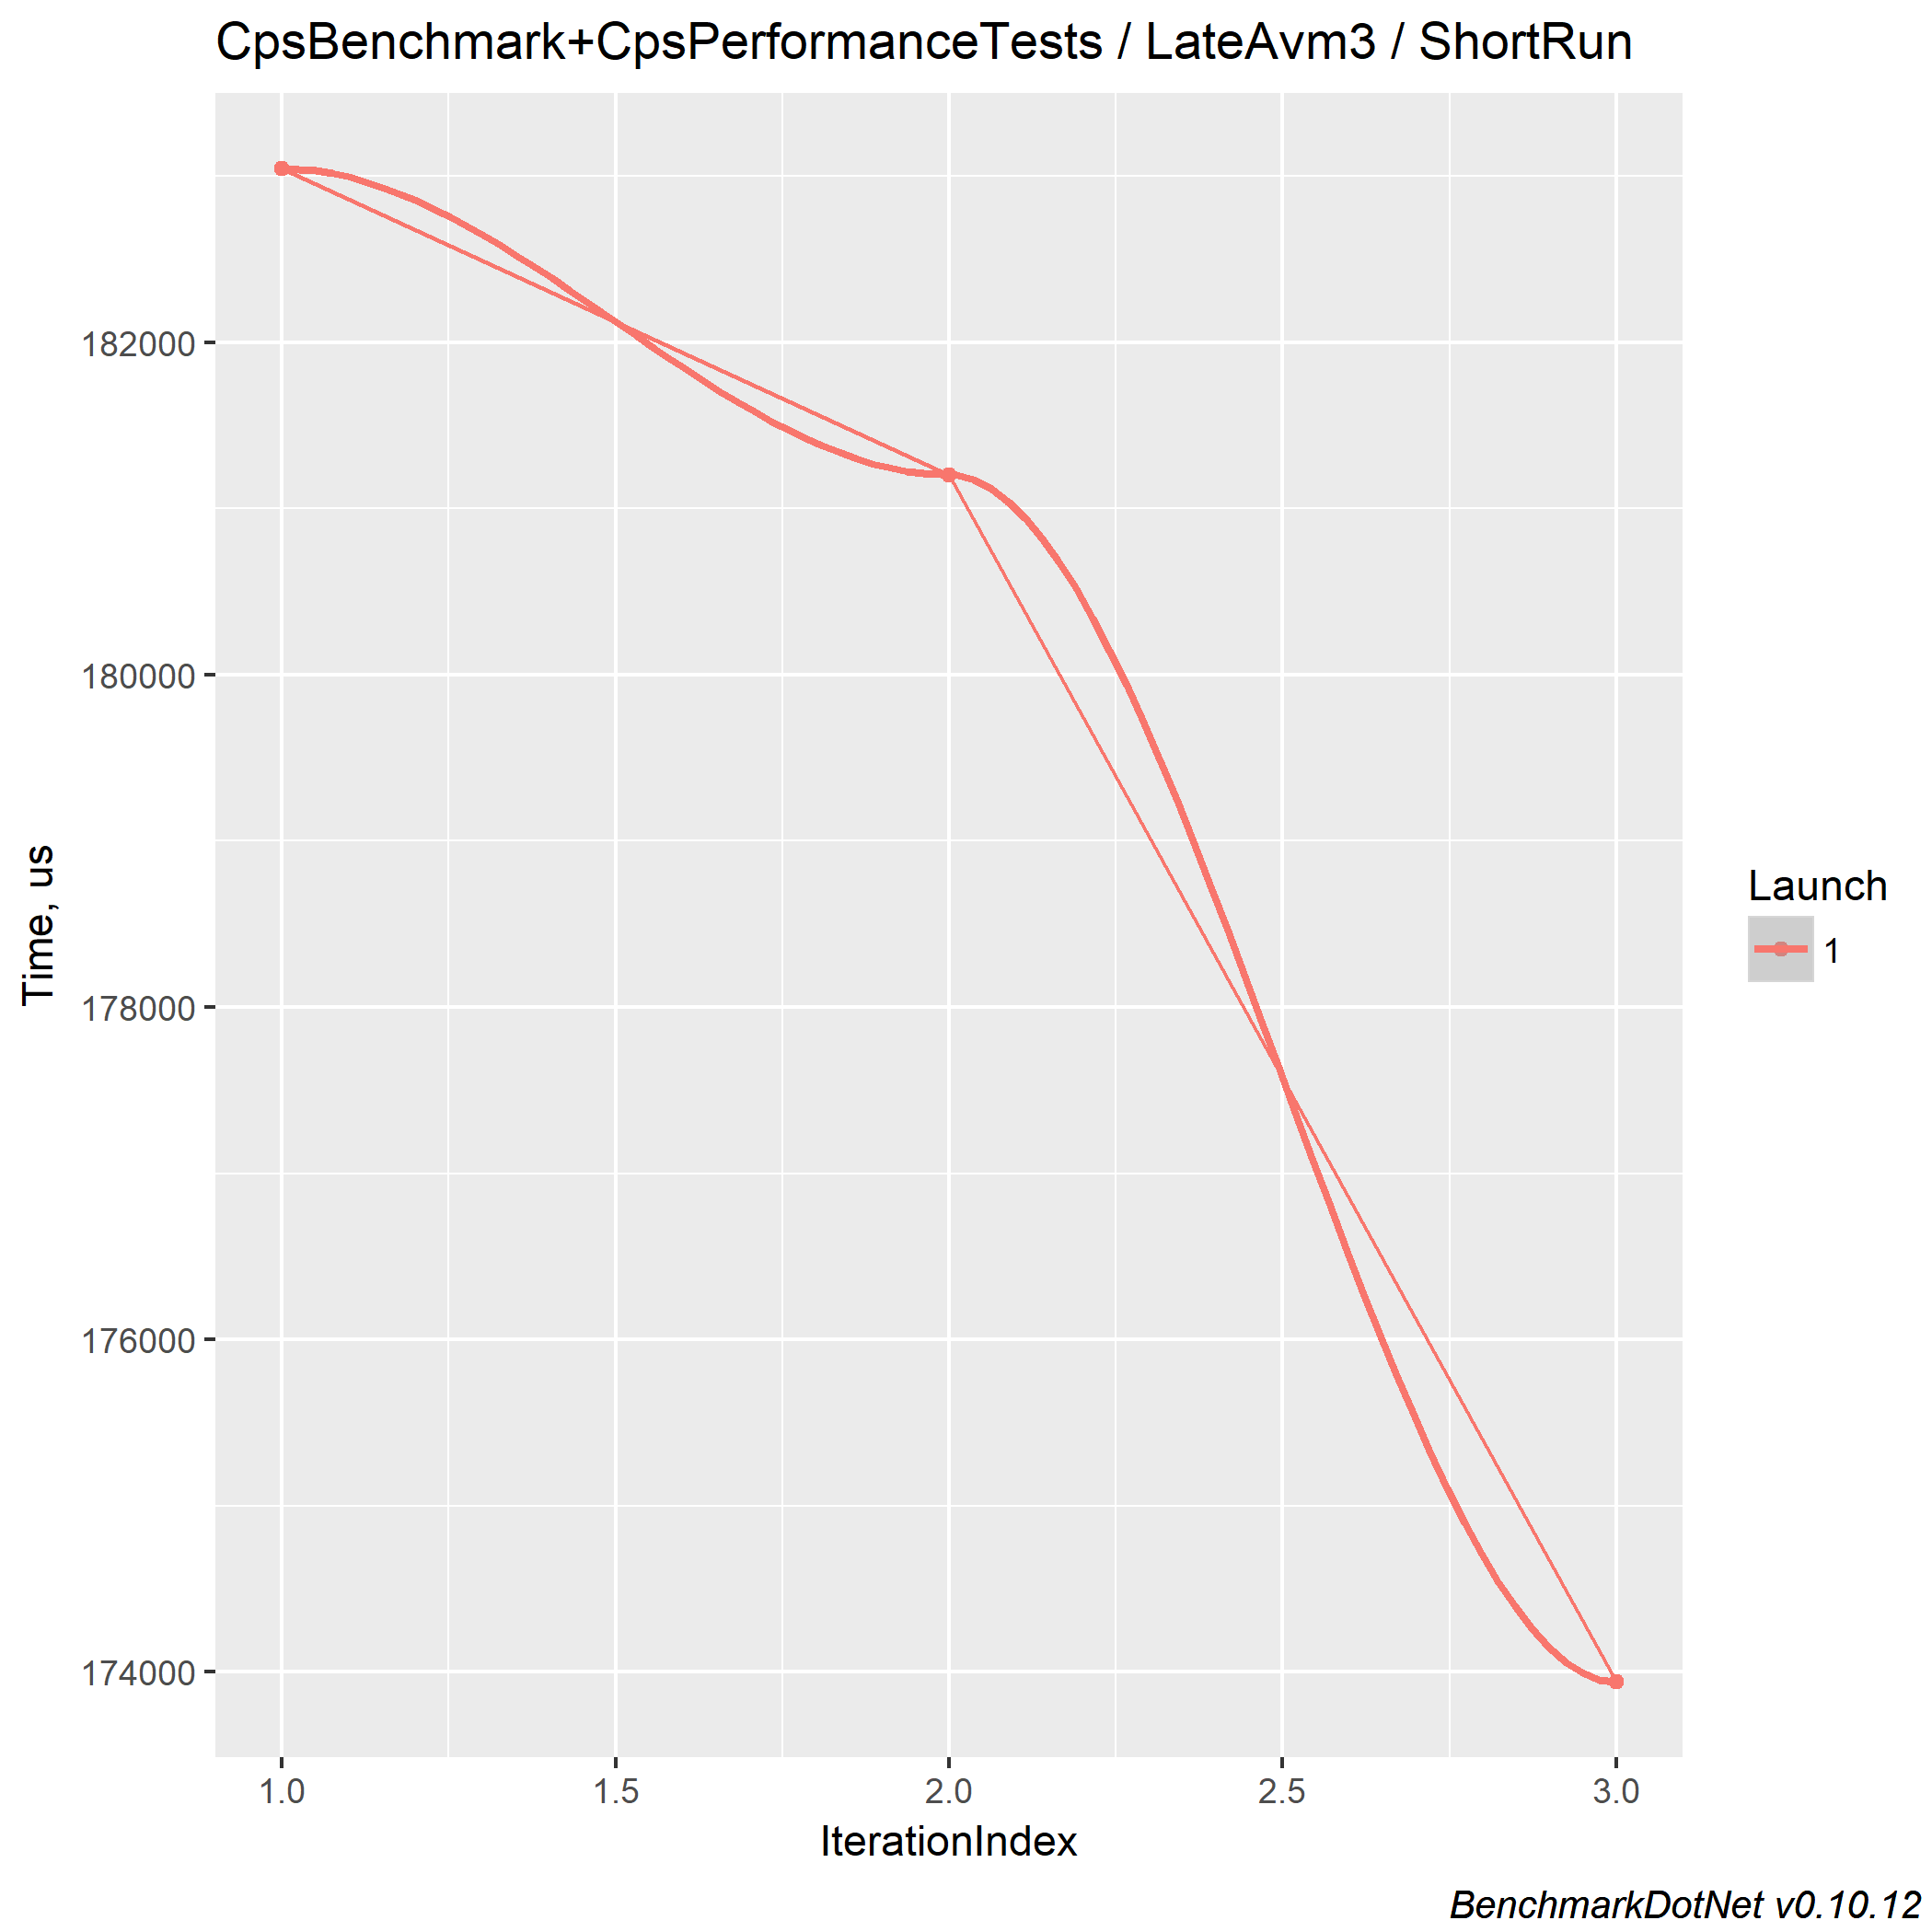 CpsBenchmark+CpsPerformanceTests / LateAvm3 / ShortRun
182000
180000
178000
176000
174000
Time, us
1.0 1.5 2.0 2.5 3.0
IterationIndex
Launch
1
BenchmarkDotNet v0.10.12